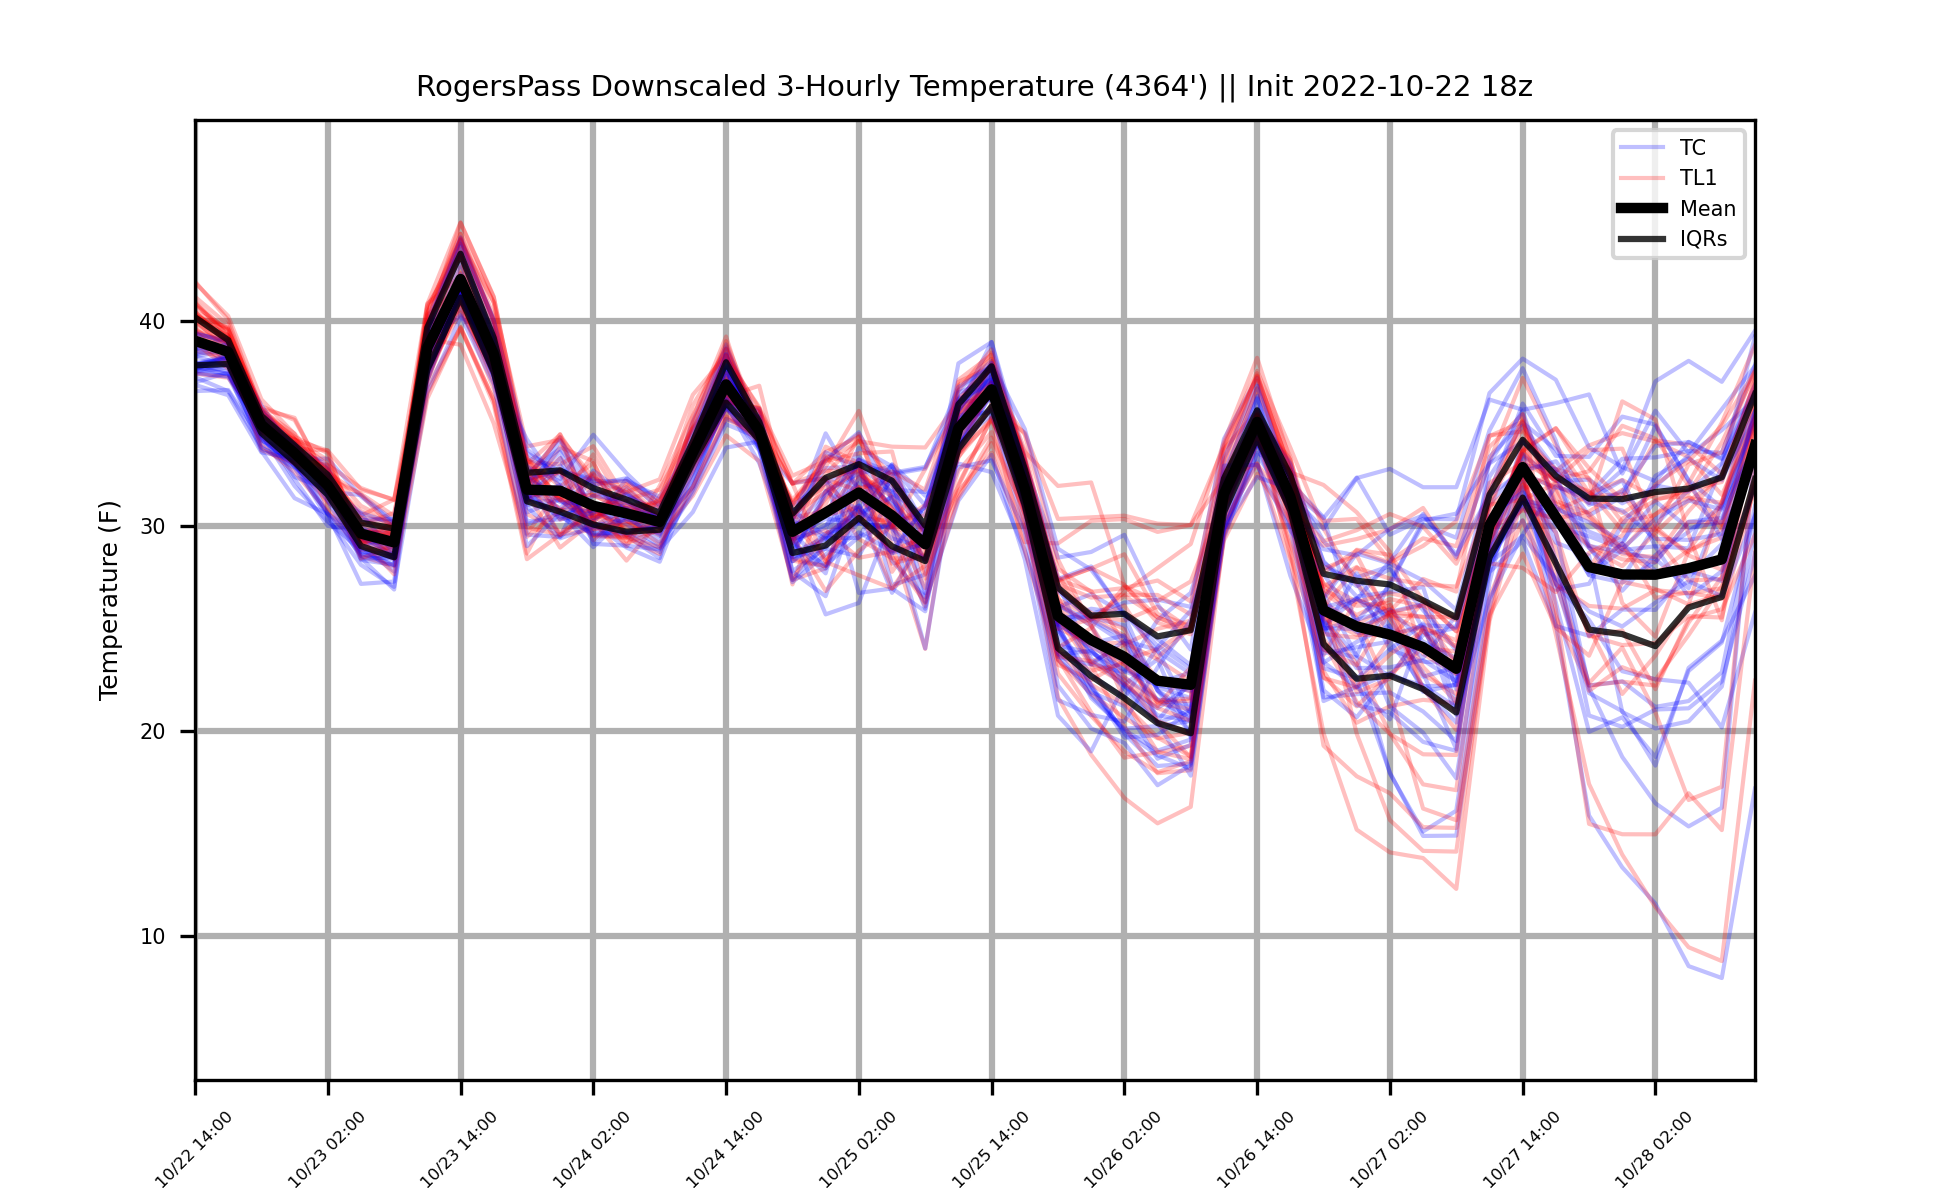 RogersPass Downscaled 3-Hourly Temperature (4364') || Init 2022-10-22 18z
TC
TL1
Mean
IQRs
Temperature (F)
40
30
20
10
10/22 14:00
10/23 02:00
10/23 14:00
10/24 02:00
10/24 14:00
10/25 02:00
10/25 14:00
10/26 02:00
10/26 14:00
10/27 02:00
10/27 14:00
10/28 02:00